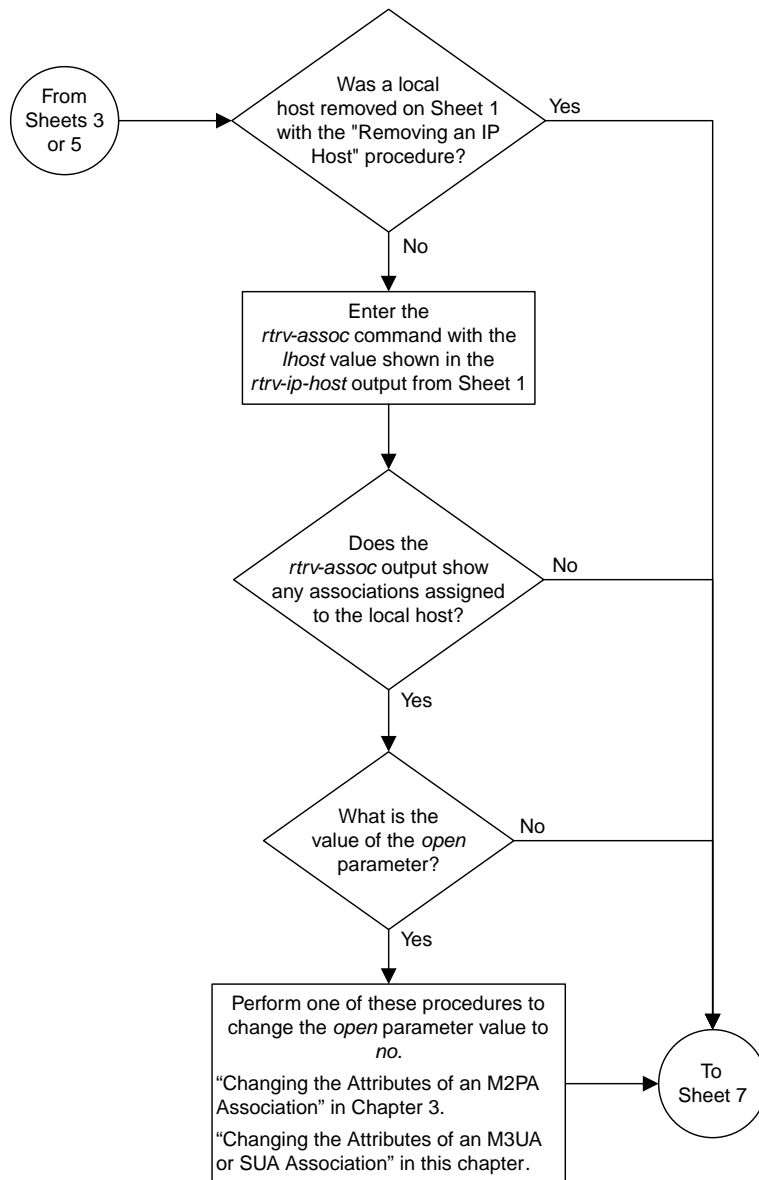 From
Sheets 3
or 5
Was a local
host removed on Sheet 1
with the "Removing an IP
Host" procedure?
Yes
No
Enter the
rtrv-assoc command with the
lhost value shown in the
rtrv-ip-host output from Sheet 1
Does the
rtrv-assoc output show
any associations assigned
to the local host?
No
Yes
What is the
value of the open
parameter?
No
Yes
Perform one of these procedures to
change the open parameter value to
no.
“Changing the Attributes of an M2PA
Association” in Chapter 3.
“Changing the Attributes of an M3UA
or SUA Association” in this chapter.
To
Sheet 7